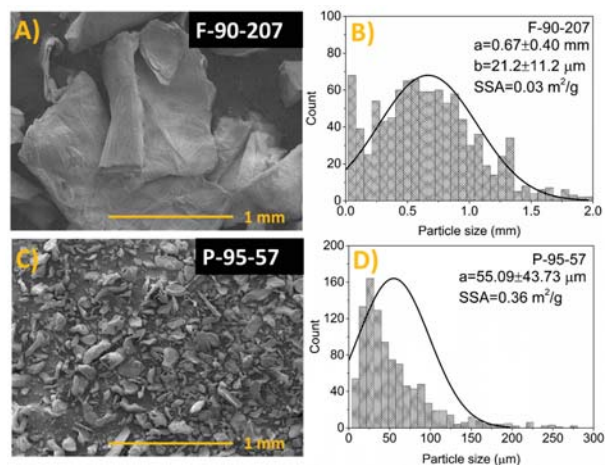 A)
F-90-207
1 mm
B)
F-90-207
a=0.67±0.40 mm
b=21.2±11.2 μm
SSA=0.03 m²/g
Count
100
80
60
40
20
0
0.0 0.5 1.0 1.5 2.0
Particle size (mm)
C)
P-95-57
1 mm
D)
P-95-57
a=55.09±43.73 μm
SSA=0.36 m²/g
Count
200
160
120
80
40
0
0 50 100 150 200 250 300
Particle size (μm)